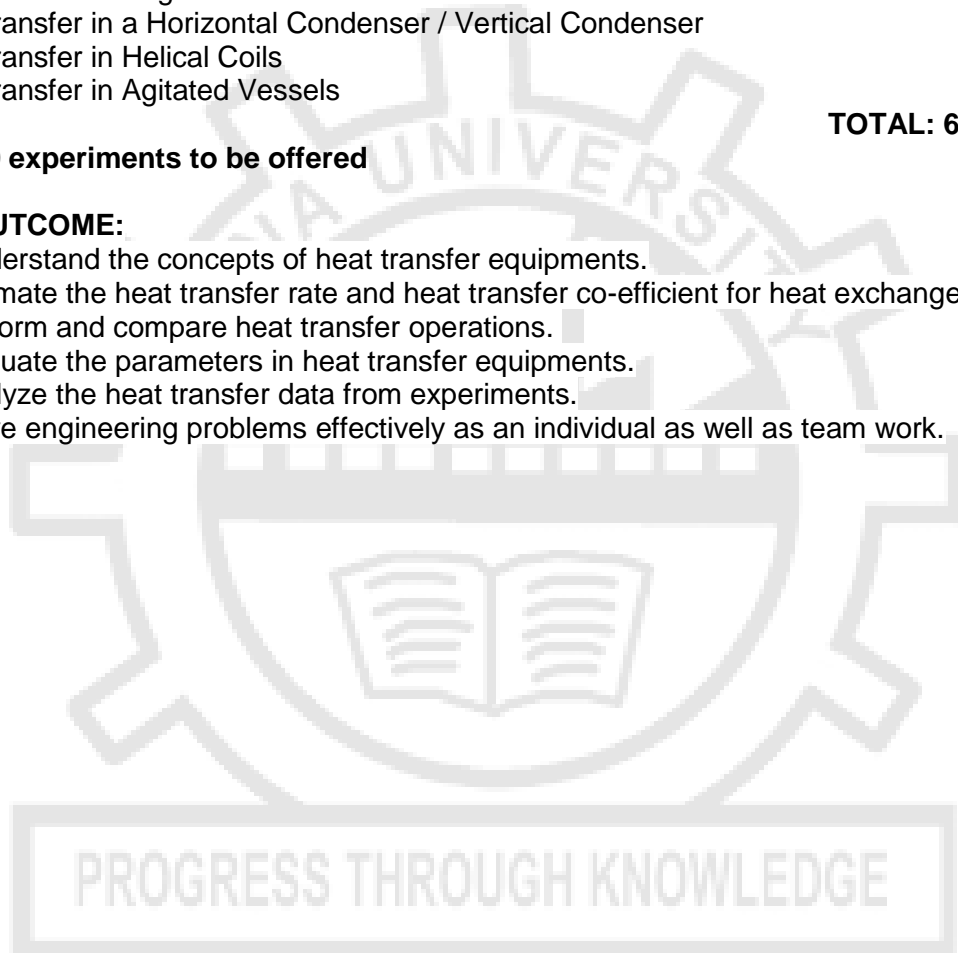 ransfer in a Horizontal Condenser / Vertical Condenser
ransfer in Helical Coils
ransfer in Agitated Vessels
TOTAL: 6
experiments to be offered
UTCOME:
derstand the concepts of heat transfer equipments.
mate the heat transfer rate and heat transfer co-efficient for heat exchange
orm and compare heat transfer operations.
uate the parameters in heat transfer equipments.
lyze the heat transfer data from experiments.
e engineering problems effectively as an individual as well as team work.
NA UNIVERSITY
PROGRESS THROUGH KNOWLEDGE